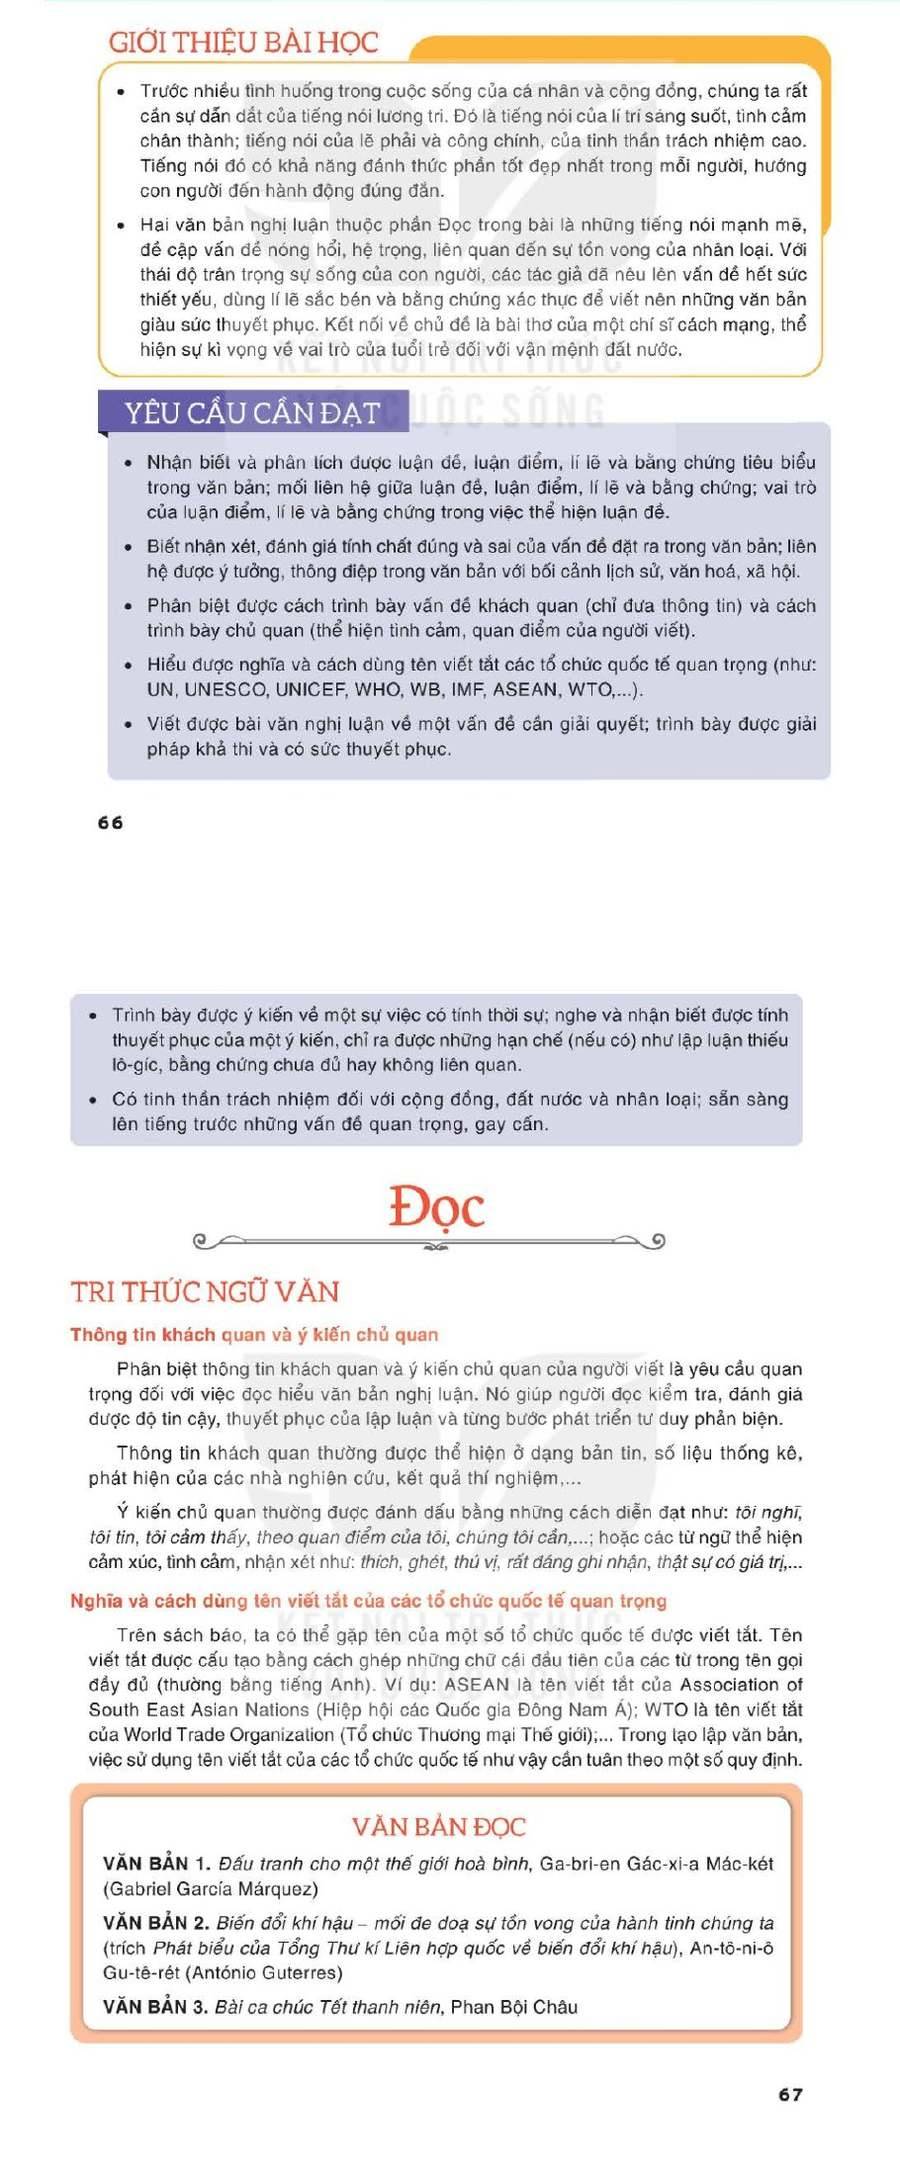 GIỚI THIỆU BÀI HỌC
• Trước nhiều tình huống trong cuộc sống của cá nhân và cộng đồng, chúng ta rất
cần sự dẫn dắt của tiếng nói lương tri. Đó là tiếng nói của lí trí sáng suốt, tình cảm
chân thành; tiếng nói của lẽ phải và công chính, của tinh thần trách nhiệm cao.
Tiếng nói đó có khả năng đánh thức phần tốt đẹp nhất trong mỗi người, hướng
con người đến hành động đúng đắn.
• Hai văn bản nghị luận thuộc phần Đọc trong bài là những tiếng nói mạnh mẽ,
đề cập vấn đề nóng hổi, hệ trọng, liên quan đến sự tồn vong của nhân loại. Với
thái độ trân trọng sự sống của con người, các tác giả đã nêu lên vấn đề hết sức
thiết yếu, dùng lí lẽ sắc bén và bằng chứng xác thực để viết nên những văn bản
giàu sức thuyết phục. Kết nối về chủ đề là bài thơ của một chí sĩ cách mạng, thể
hiện sự kì vọng về vai trò của tuổi trẻ đối với vận mệnh đất nước.
KẾT NỐI TRI THỨC
VỚI CUỘC SỐNG
YÊU CẦU CẦN ĐẠT
• Nhận biết và phân tích được luận đề, luận điểm, lí lẽ và bằng chứng tiêu biểu
trong văn bản; mối liên hệ giữa luận đề, luận điểm, lí lẽ và bằng chứng; vai trò
của luận điểm, lí lẽ và bằng chứng trong việc thể hiện luận đề.
• Biết nhận xét, đánh giá tính chất đúng và sai của vấn đề đặt ra trong văn bản; liên
hệ được ý tưởng, thông điệp trong văn bản với bối cảnh lịch sử, văn hoá, xã hội.
• Phân biệt được cách trình bày vấn đề khách quan (chỉ đưa thông tin) và cách
trình bày chủ quan (thể hiện tình cảm, quan điểm của người viết).
• Hiểu được nghĩa và cách dùng tên viết tắt các tổ chức quốc tế quan trọng (như:
UN, UNESCO, UNICEF, WHO, WB, IMF, ASEAN, WTO,...).
• Viết được bài văn nghị luận về một vấn đề cần giải quyết; trình bày được giải
pháp khả thi và có sức thuyết phục.
66
• Trình bày được ý kiến về một sự việc có tính thời sự; nghe và nhận biết được tính
thuyết phục của một ý kiến, chỉ ra được những hạn chế (nếu có) như lập luận thiếu
lô-gíc, bằng chứng chưa đủ hay không liên quan.
• Có tinh thần trách nhiệm đối với cộng đồng, đất nước và nhân loại; sẵn sàng
lên tiếng trước những vấn đề quan trọng, gay cấn.
Đọc
TRI THỨC NGỮ VĂN
Thông tin khách quan và ý kiến chủ quan
Phân biệt thông tin khách quan và ý kiến chủ quan của người viết là yêu cầu quan
trọng đối với việc đọc hiểu văn bản nghị luận. Nó giúp người đọc kiểm tra, đánh giá
được độ tin cậy, thuyết phục của lập luận và từng bước phát triển tư duy phản biện.
Thông tin khách quan thường được thể hiện ở dạng bản tin, số liệu thống kê,
phát hiện của các nhà nghiên cứu, kết quả thí nghiệm,...
Ý kiến chủ quan thường được đánh dấu bằng những cách diễn đạt như: tôi nghĩ,
tôi tin, tôi cảm thấy, theo quan điểm của tôi, chúng tôi cần,...; hoặc các từ ngữ thể hiện
cảm xúc, tình cảm, nhận xét như: thích, ghét, thú vị, rất đáng ghi nhận, thật sự có giá trị,...
Nghĩa và cách dùng tên viết tắt của các tổ chức quốc tế quan trọng
KẾT NỐI TRI THỨC
Trên sách báo, ta có thể gặp tên của một số tổ chức quốc tế được viết tắt. Tên
viết tắt được cấu tạo bằng cách ghép những chữ cái đầu tiên của các từ trong tên gọi
VỚI CUỘC SỐNG
đầy đủ (thường bằng tiếng Anh). Ví dụ: ASEAN là tên viết tắt của Association of
South East Asian Nations (Hiệp hội các Quốc gia Đông Nam Á); WTO là tên viết tắt
của World Trade Organization (Tổ chức Thương mại Thế giới);... Trong tạo lập văn bản,
việc sử dụng tên viết tắt của các tổ chức quốc tế như vậy cần tuân theo một số quy định.
VĂN BẢN ĐỌC
VĂN BẢN 1. Đấu tranh cho một thế giới hoà bình, Ga-bri-en Gác-xi-a Mác-két
(Gabriel García Márquez)
VĂN BẢN 2. Biến đổi khí hậu – mối đe doạ sự tồn vong của hành tinh chúng ta
(trích Phát biểu của Tổng Thư kí Liên hợp quốc về biến đổi khí hậu), An-tô-ni-ô
Gu-tê-rét (António Guterres)
VĂN BẢN 3. Bài ca chúc Tết thanh niên, Phan Bội Châu
67